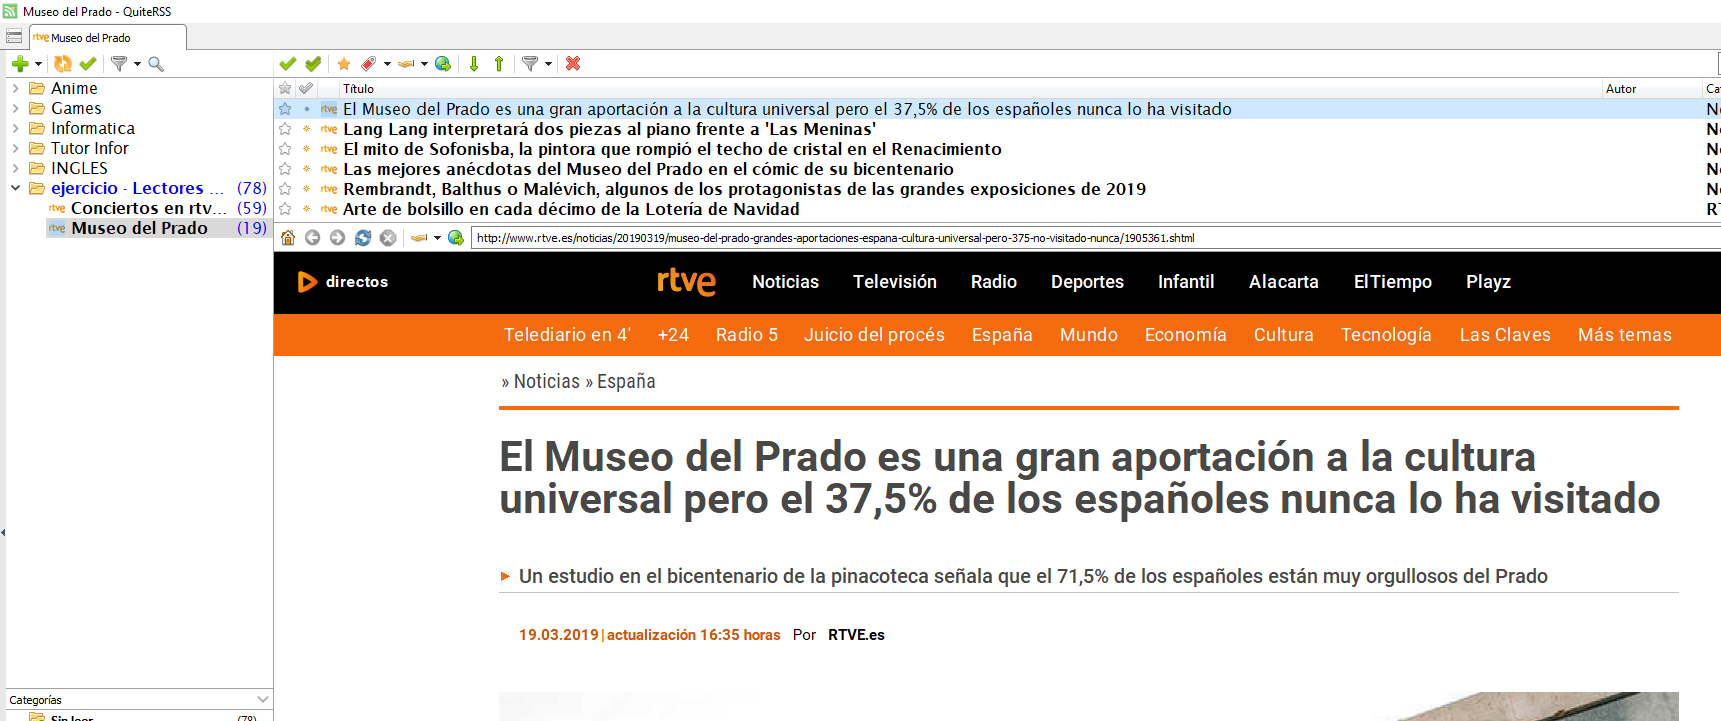 Museo del Prado - QuiteRSS
rtve Museo del Prado
Título
Autor
Anime
Games
Informatica
Tutor Infor
INGLES
ejercicio - Lectores ... (78)
rtve Conciertos en rtv... (59)
rtve Museo del Prado (19)
rtve El Museo del Prado es una gran aportación a la cultura universal pero el 37,5% de los españoles nunca lo ha visitado
rtve Lang Lang interpretará dos piezas al piano frente a 'Las Meninas'
rtve El mito de Sofonisba, la pintora que rompió el techo de cristal en el Renacimiento
rtve Las mejores anécdotas del Museo del Prado en el cómic de su bicentenario
rtve Rembrandt, Balthus o Malévich, algunos de los protagonistas de las grandes exposiciones de 2019
rtve Arte de bolsillo en cada décimo de la Lotería de Navidad
http://www.rtve.es/noticias/20190319/museo-del-prado-grandes-aportaciones-espana-cultura-universal-pero-375-no-visitado-nunca/1905361.shtml
directos rtve Noticias Televisión Radio Deportes Infantil Alacarta ElTiempo Playz
Telediario en 4' +24 Radio 5 Juicio del procés España Mundo Economía Cultura Tecnología Las Claves Más temas
» Noticias » España
El Museo del Prado es una gran aportación a la cultura
universal pero el 37,5% de los españoles nunca lo ha visitado
Un estudio en el bicentenario de la pinacoteca señala que el 71,5% de los españoles están muy orgullosos del Prado
19.03.2019 | actualización 16:35 horas Por RTVE.es
Categorías
Sin leer (78)